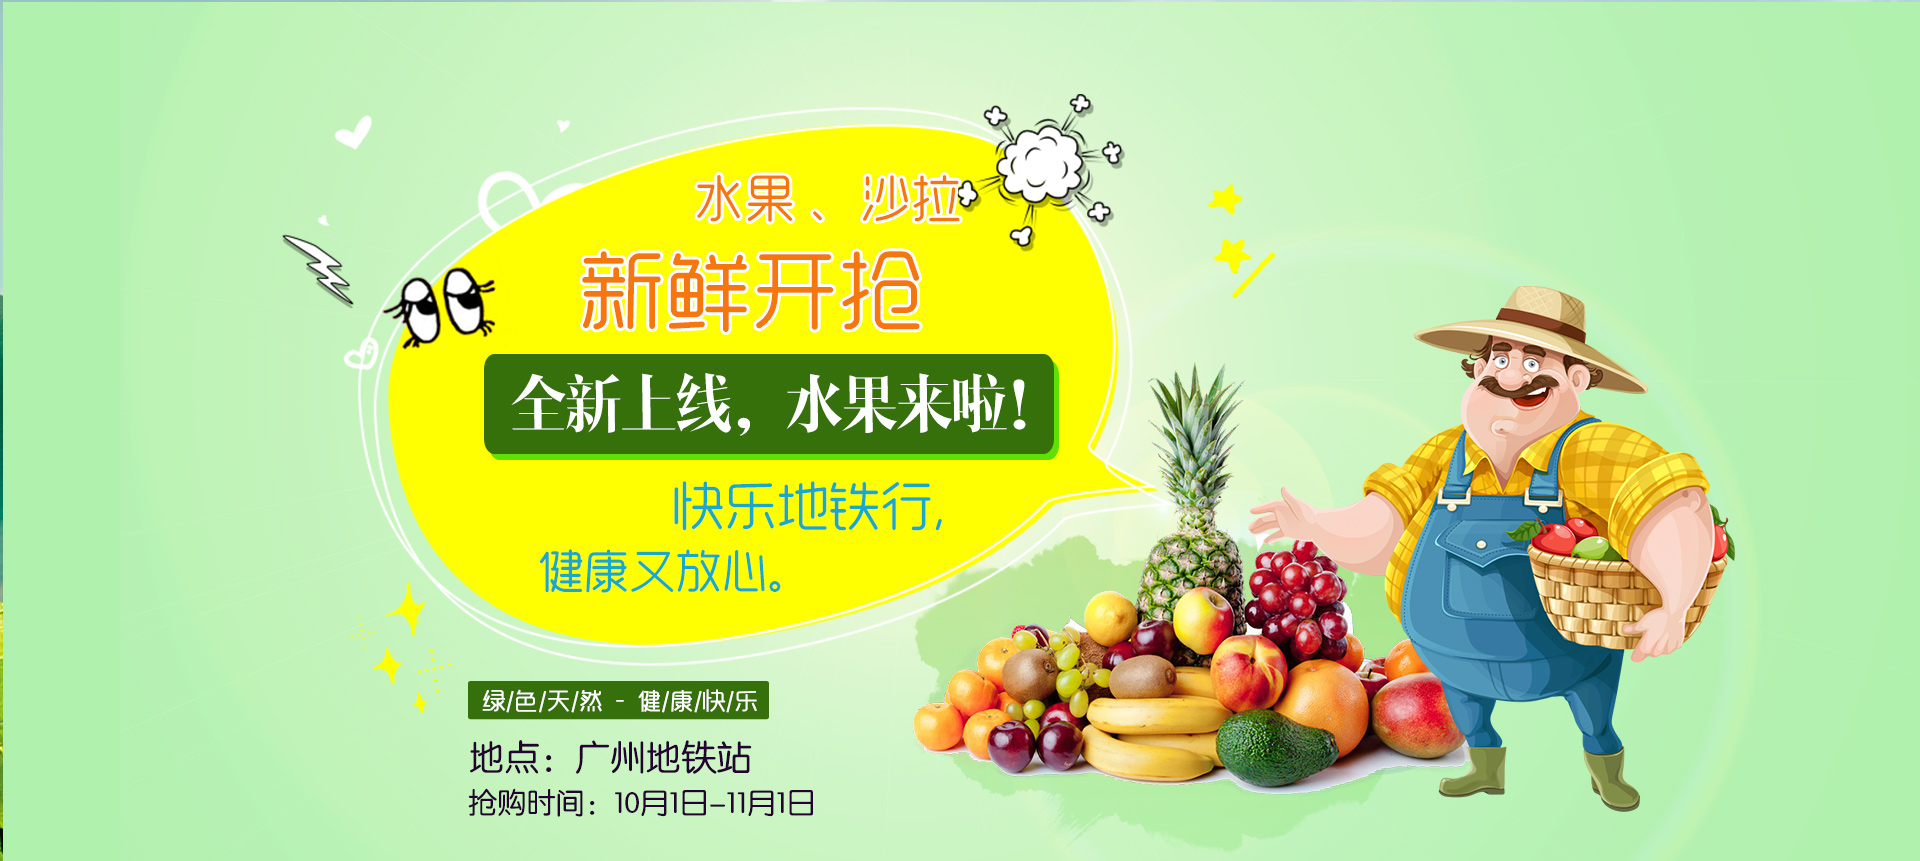 水果、沙拉
新鲜开抢
全新上线，水果来啦！
快乐地铁行，
健康又放心。
绿/色/天/然 - 健/康/快/乐
地点：广州地铁站
抢购时间：10月1日-11月1日